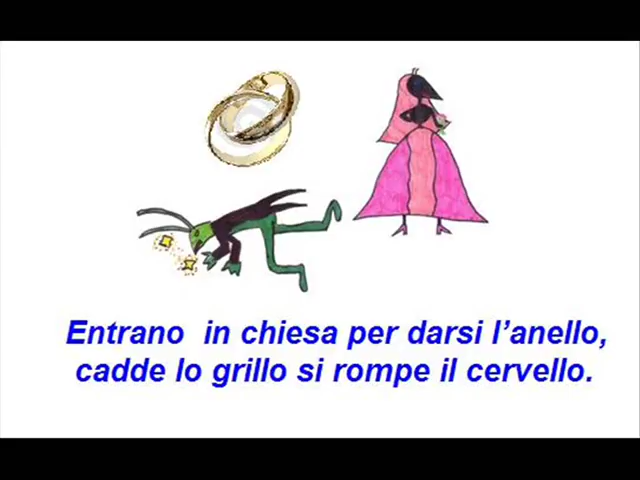 Entrano in chiesa per darsi l’anello,
cadde lo grillo si rompe il cervello.